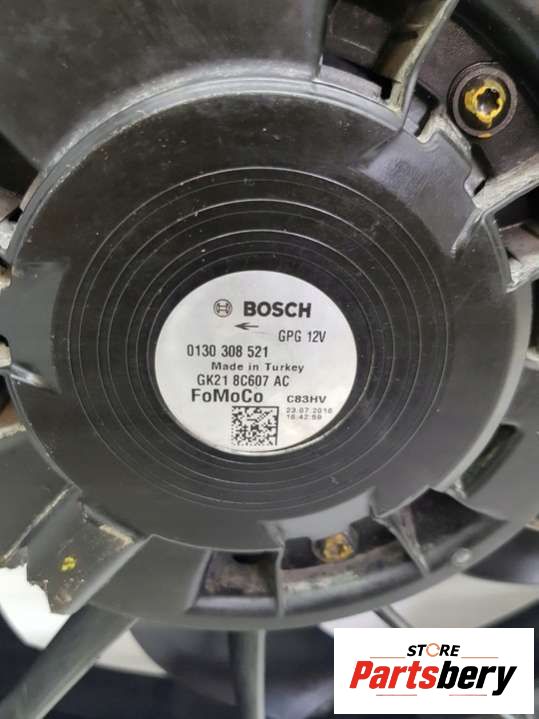 BOSCH
GPG 12V
0130 308 521
Made in Turkey
GK21 8C607 AC
FoMoCo
C83HV
23.07.2016
16:42:59
STORE
Partsbery